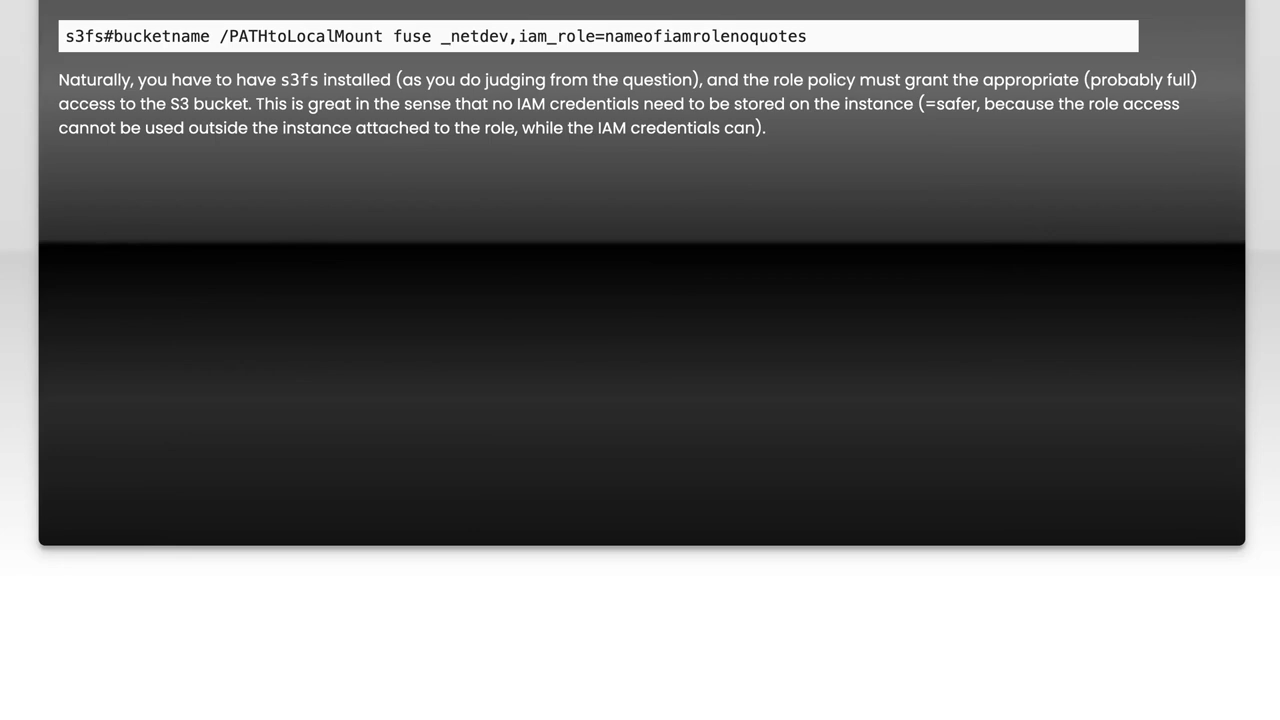 s3fs#bucketname /PATHtoLocalMount fuse _netdev,iam_role=nameofiamrolenoquotes
Naturally, you have to have s3fs installed (as you do judging from the question), and the role policy must grant the appropriate (probably full)
access to the S3 bucket. This is great in the sense that no IAM credentials need to be stored on the instance (=safer, because the role access
cannot be used outside the instance attached to the role, while the IAM credentials can).